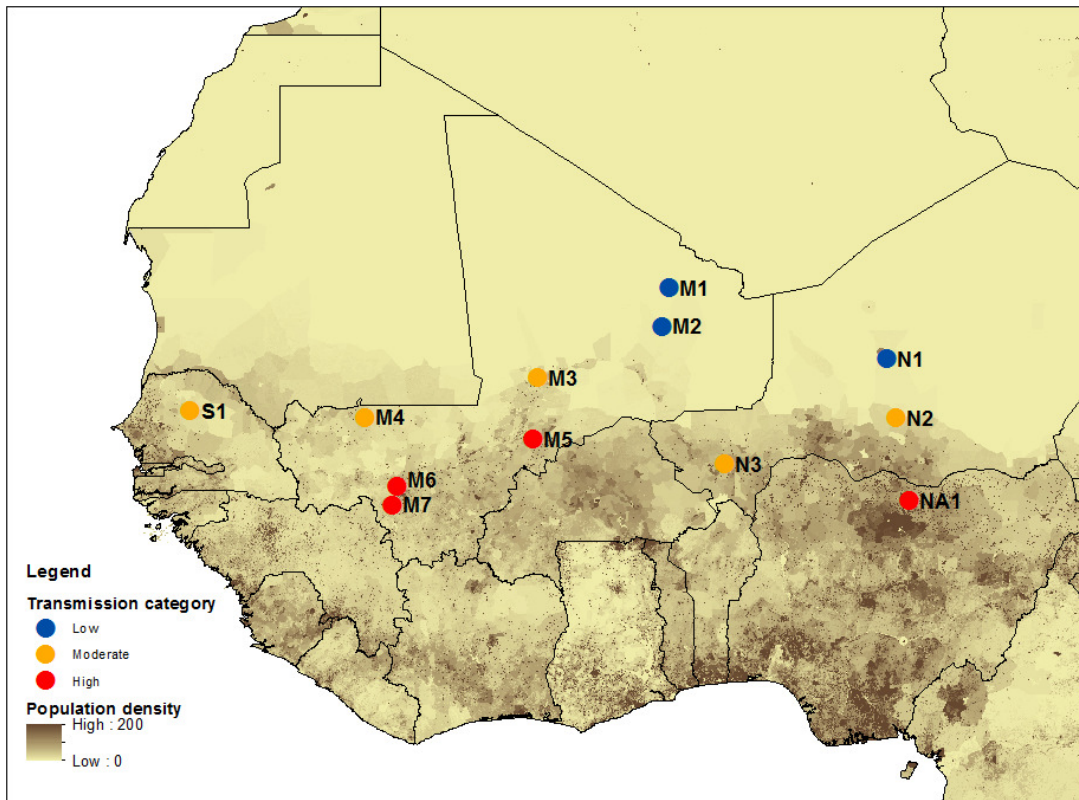 M1
M2
N1
M3
S1
M4
N2
M5
N3
M6
M7
NA1
Legend
Transmission category
Low
Moderate
High
Population density
High : 200
Low : 0